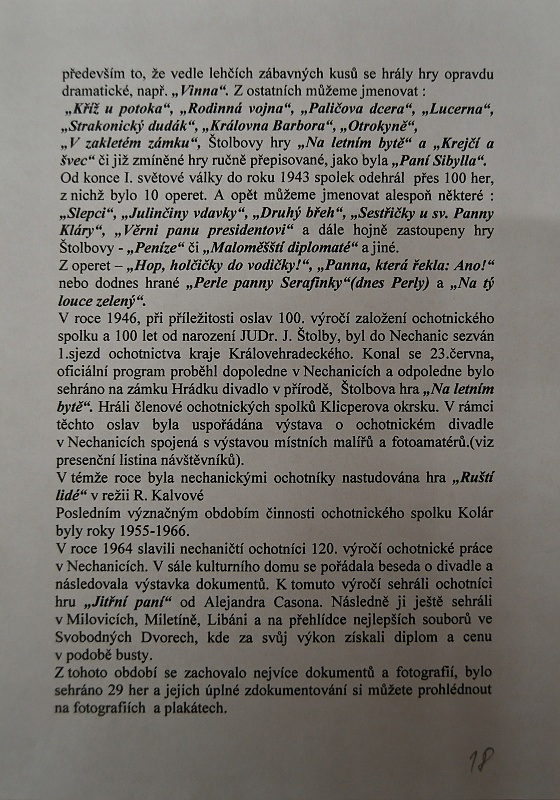 především to, že vedle lehčích zábavných kusů se hrály hry opravdu
dramatické, např. „Vinna“. Z ostatních můžeme jmenovat :
„Kříž u potoka“, „Rodinná vojna“, „Paličova dcera“, „Lucerna“,
„Strakonický dudák“, „Královna Barbora“, „Otrokyně“,
„V zakletém zámku“, Štolbovy hry „Na letním bytě“ a „Krejčí a
švec“ či již zmíněné hry ručně přepisované, jako byla „Paní Sibylla“.
Od konce I. světové války do roku 1943 spolek odehrál přes 100 her,
z nichž bylo 10 operet. A opět můžeme jmenovat alespoň některé :
„Slepci“, „Julinčiny vdavky“, „Druhý břeh“, „Sestřičky u sv. Panny
Kláry“, „Věrni panu presidentovi“ a dále hojně zastoupeny hry
Štolbovy - „Peníze“ či „Maloměšští diplomaté“ a jiné.
Z operet – „Hop, holčičky do vodičky!“, „Panna, která řekla: Ano!“
nebo dodnes hrané „Perle panny Serafinky“(dnes Perly) a „Na tý
louce zelený“.
V roce 1946, při příležitosti oslav 100. výročí založení ochotnického
spolku a 100 let od narození JUDr. J. Štolby, byl do Nechanic sezván
1.sjezd ochotnictva kraje Královehradeckého. Konal se 23.června,
oficiální program proběhl dopoledne v Nechanicích a odpoledne bylo
sehráno na zámku Hrádku divadlo v přírodě, Štolbova hra „Na letním
bytě“. Hráli členové ochotnických spolků Klicperova okrsku. V rámci
těchto oslav byla uspořádána výstava o ochotnickém divadle
v Nechanicích spojená s výstavou místních malířů a fotoamatérů.(viz
presenční listina návštěvníků).
V témže roce byla nechanickými ochotníky nastudována hra „Ruští
lidé“ v režii R. Kalvové
Posledním význačným obdobím činnosti ochotnického spolku Kolár
byly roky 1955-1966.
V roce 1964 slavili nechaničtí ochotníci 120. výročí ochotnické práce
v Nechanicích. V sále kulturního domu se pořádala beseda o divadle a
následovala výstavka dokumentů. K tomuto výročí sehráli ochotníci
hru „Jitřní paní“ od Alejandra Casona. Následně ji ještě sehráli
v Milovicích, Miletíně, Libáni a na přehlídce nejlepších souborů ve
Svobodných Dvorech, kde za svůj výkon získali diplom a cenu
v podobě busty.
Z tohoto období se zachovalo nejvíce dokumentů a fotografií, bylo
sehráno 29 her a jejich úplné zdokumentování si můžete prohlédnout
na fotografiích a plakátech.
18